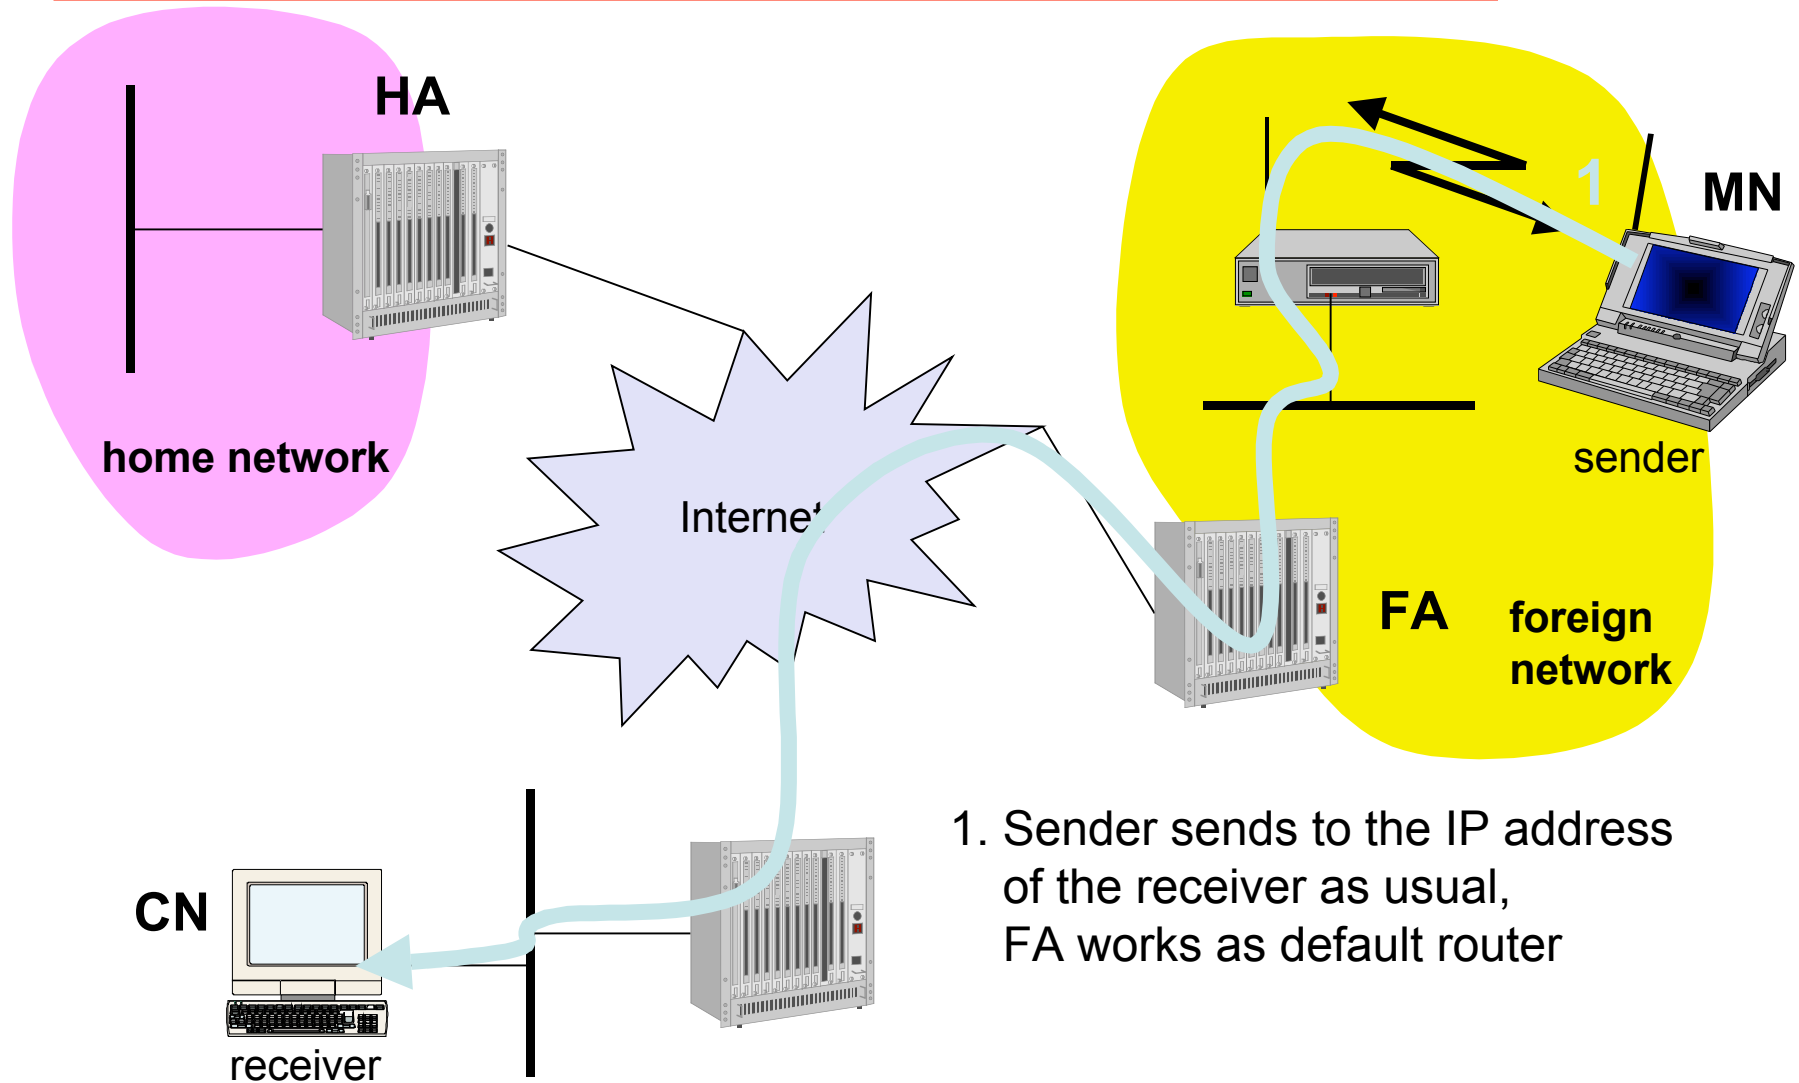 HA
1
MN
home network
sender
Internet
FA
foreign
network
1. Sender sends to the IP address
of the receiver as usual,
FA works as default router
CN
receiver